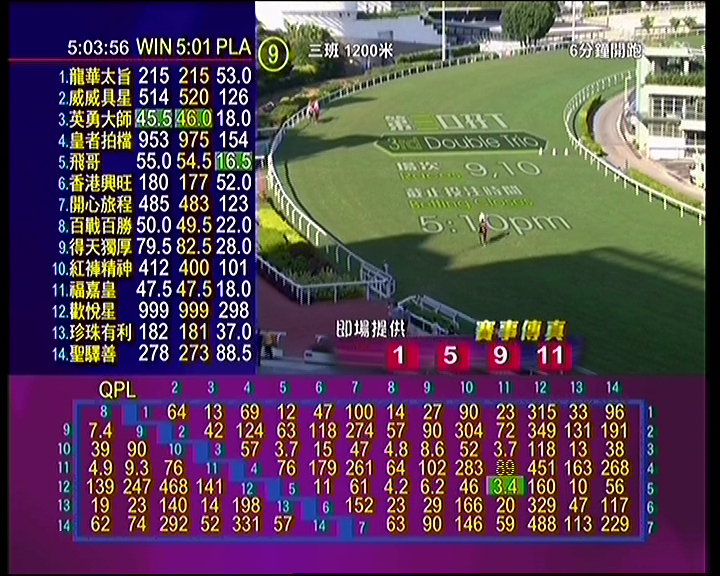 5:03:56 WIN 5:01 PLA
1.龍華太旨 215 215 53.0
2.威威具星 514 520 126
3.英勇大師 45.5 46.0 18.0
4.皇者拍檔 953 975 154
5.飛哥 55.0 54.5 16.5
6.香港興旺 180 177 52.0
7.開心旅程 485 483 123
8.百戰百勝 50.0 49.5 22.0
9.得天獨厚 79.5 82.5 28.0
10.紅褲精神 412 400 101
11.福嘉皇 47.5 47.5 18.0
12.歡悅星 999 999 298
13.珍珠有利 182 181 37.0
14.聖驛善 278 273 88.5
9 三班 1200米 6分鐘開跑
3rd Double Trio
場次
9,10
截止投注時間
Betting Closes
5:10pm
即場提供 賽事傳真
1 5 9 11
QPL 2 3 4 5 6 7 8 9 10 11 12 13 14
8 1 64 13 69 12 47 100 14 27 90 23 315 33 96 1
9 7.4 9 2 42 124 63 118 274 57 90 304 72 349 131 191 2
10 39 90 10 3 57 3.7 15 47 4.8 8.6 52 3.7 118 13 38 3
11 4.9 9.3 76 11 4 76 179 261 64 102 283 451 163 268 4
12 139 247 468 141 12 5 11 61 4.2 6.2 46 3.4 160 10 56 5
13 19 23 140 14 198 13 6 152 23 29 166 20 329 47 117 6
14 62 74 292 52 331 57 14 7 63 90 146 59 488 113 229 7